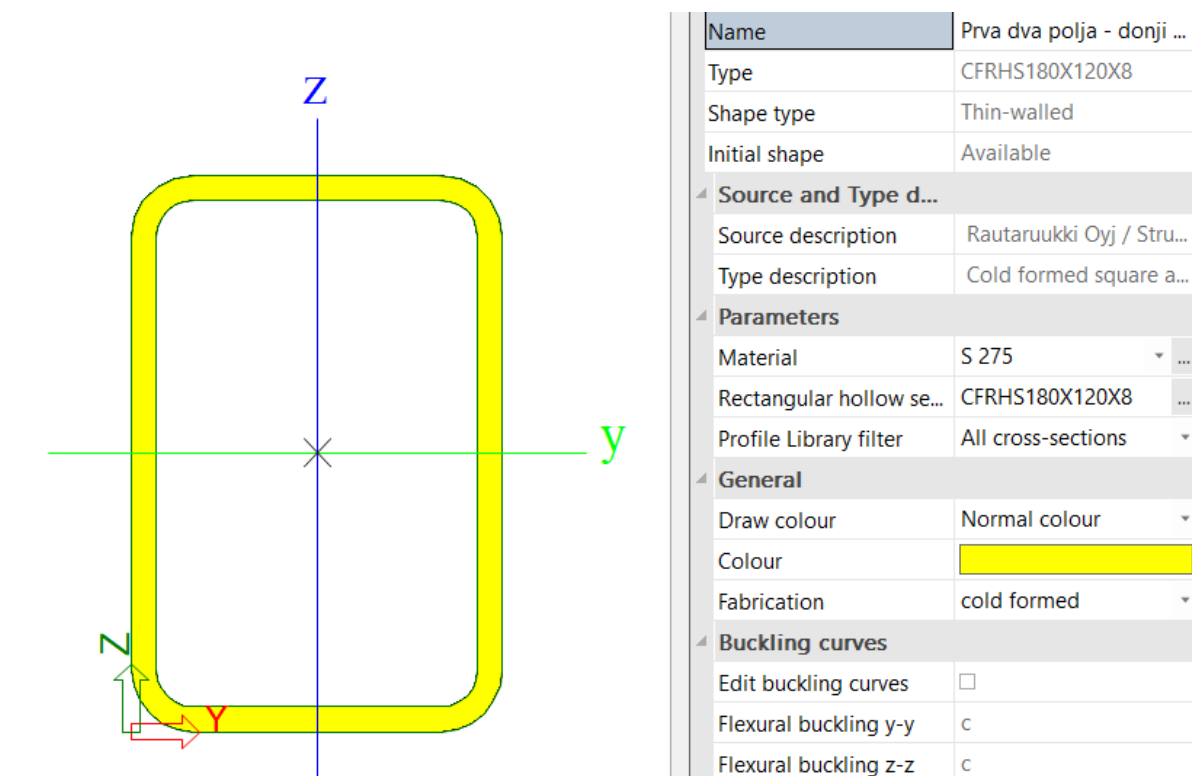 Z
y
Z
Y
Name Prva dva polja - donji ...
Type CFRHS180X120X8
Shape type Thin-walled
Initial shape Available
Source and Type d...
Source description Rautaruukki Oyj / Stru...
Type description Cold formed square a...
Parameters
Material S 275 ...
Rectangular hollow se... CFRHS180X120X8 ...
Profile Library filter All cross-sections
General
Draw colour Normal colour
Colour
Fabrication cold formed
Buckling curves
Edit buckling curves
Flexural buckling y-y c
Flexural buckling z-z c